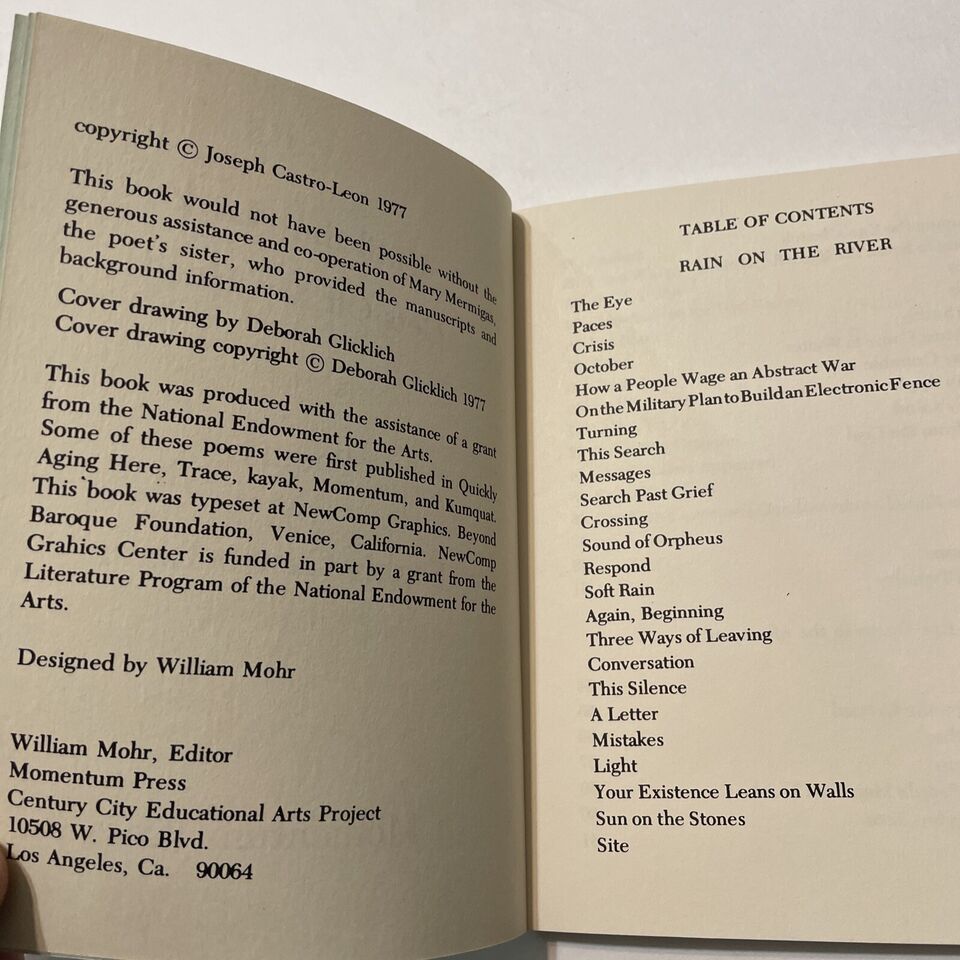 copyright © Joseph Castro-Leon 1977
This book would not have been possible without the
generous assistance and co-operation of Mary Mermigas,
the poet's sister, who provided the manuscripts and
background information.
Cover drawing by Deborah Glicklich
Cover drawing copyright © Deborah Glicklich 1977
This book was produced with the assistance of a grant
from the National Endowment for the Arts.
Some of these poems were first published in Quickly
Aging Here, Trace, kayak, Momentum, and Kumquat.
This book was typeset at NewComp Graphics. Beyond
Baroque Foundation, Venice, California. NewComp
Grahics Center is funded in part by a grant from the
Literature Program of the National Endowment for the
Arts.
Designed by William Mohr
William Mohr, Editor
Momentum Press
Century City Educational Arts Project
10508 W. Pico Blvd.
Los Angeles, Ca. 90064
TABLE OF CONTENTS
RAIN ON THE RIVER
The Eye
Paces
Crisis
October
How a People Wage an Abstract War
On the Military Plan to Build an Electronic Fence
Turning
This Search
Messages
Search Past Grief
Crossing
Sound of Orpheus
Respond
Soft Rain
Again, Beginning
Three Ways of Leaving
Conversation
This Silence
A Letter
Mistakes
Light
Your Existence Leans on Walls
Sun on the Stones
Site